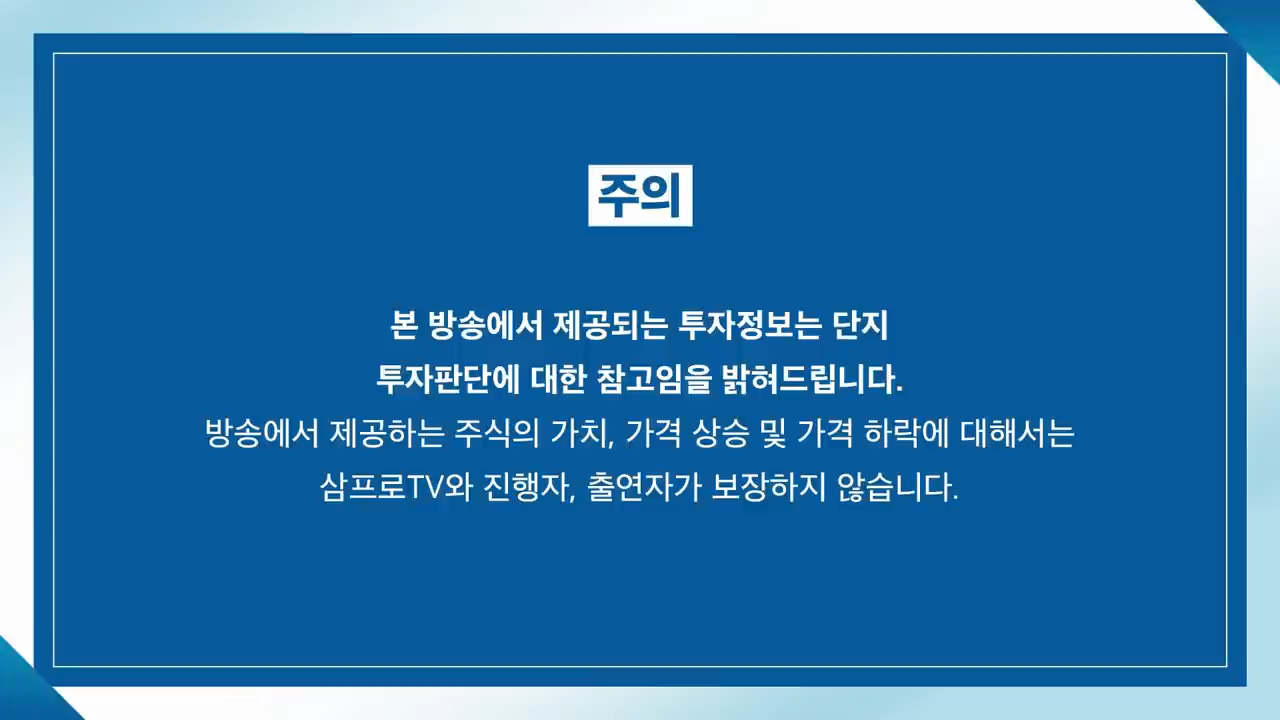 주의
본 방송에서 제공되는 투자정보는 단지
투자판단에 대한 참고임을 밝혀드립니다.
방송에서 제공하는 주식의 가치, 가격 상승 및 가격 하락에 대해서는
삼프로TV와 진행자, 출연자가 보장하지 않습니다.